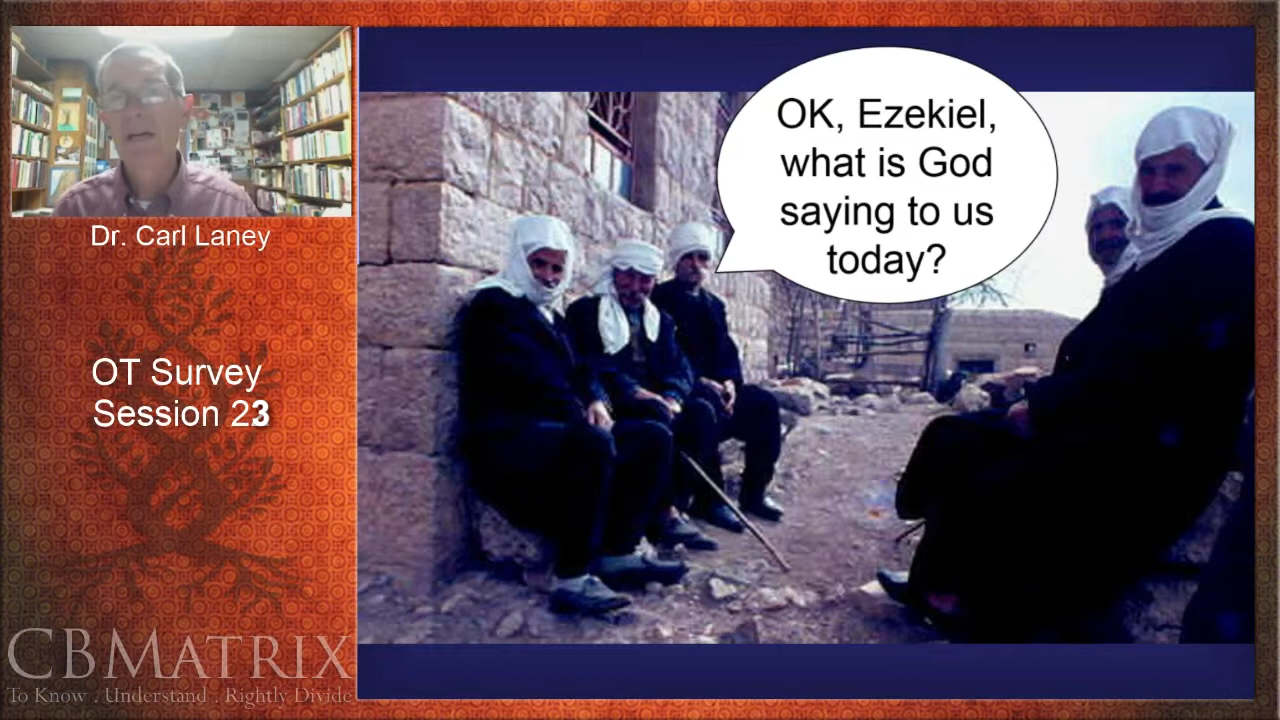 Dr. Carl Laney
OT Survey
Session 23
CBMATRIX
To Know . Understand . Rightly Divide
OK, Ezekiel,
what is God
saying to us
today?